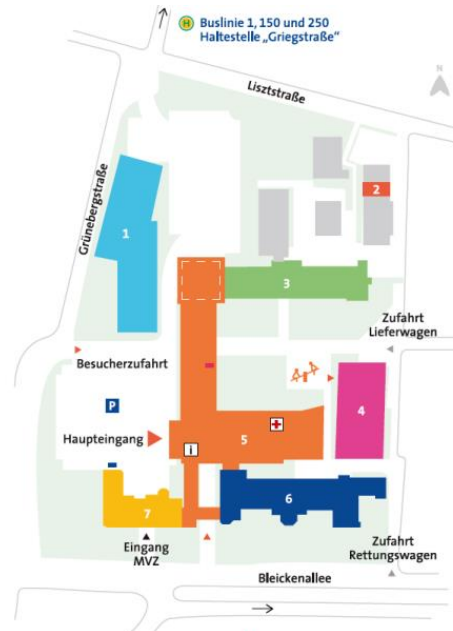 H Buslinie 1, 150 und 250
Haltestelle „Griegstraße“
Lisztstraße
N
Grünebergstraße
1
2
3
Zufahrt
Lieferwagen
Besucherzufahrt
P
4
Haupteingang
5
i
6
7
Eingang
MVZ
Zufahrt
Rettungswagen
Bleickenallee